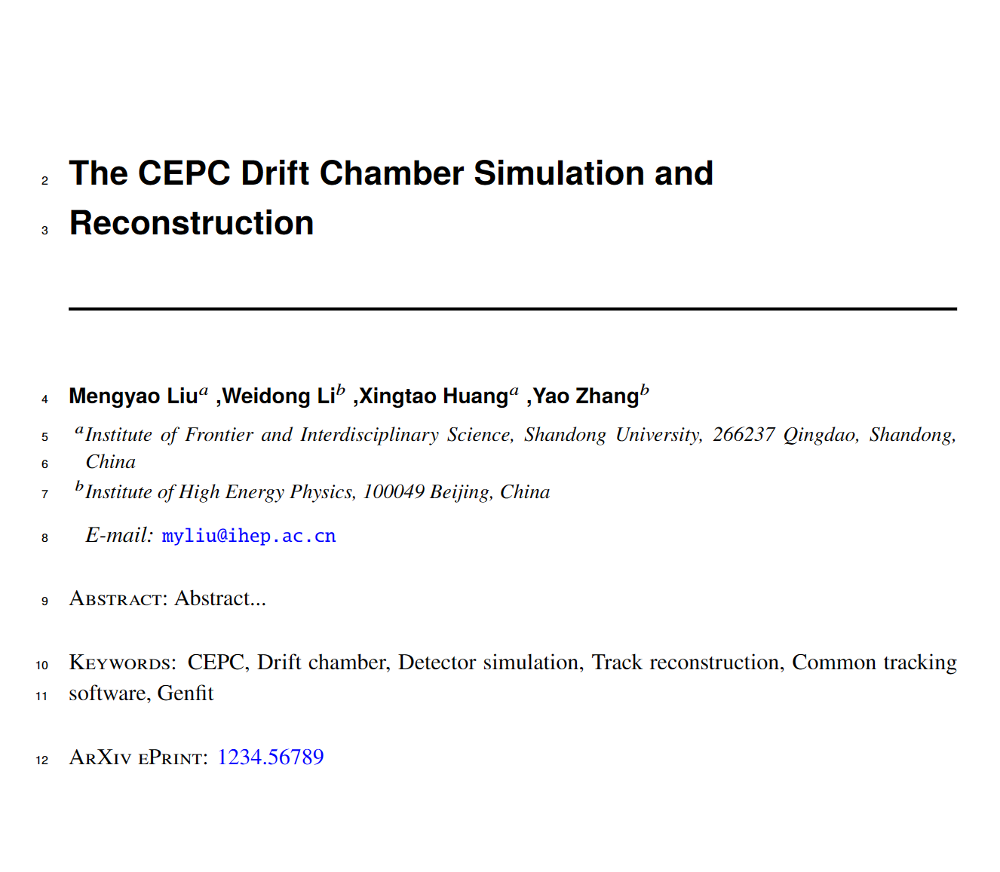 2 The CEPC Drift Chamber Simulation and
3 Reconstruction
4 Mengyao Liu^a ,Weidong Li^b ,Xingtao Huang^a ,Yao Zhang^b
5 ^a Institute of Frontier and Interdisciplinary Science, Shandong University, 266237 Qingdao, Shandong,
6 China
7 ^b Institute of High Energy Physics, 100049 Beijing, China
8 E-mail: myliu@ihep.ac.cn
9 Abstract: Abstract...
10 Keywords: CEPC, Drift chamber, Detector simulation, Track reconstruction, Common tracking
11 software, Genfit
12 ArXiv ePrint: 1234.56789